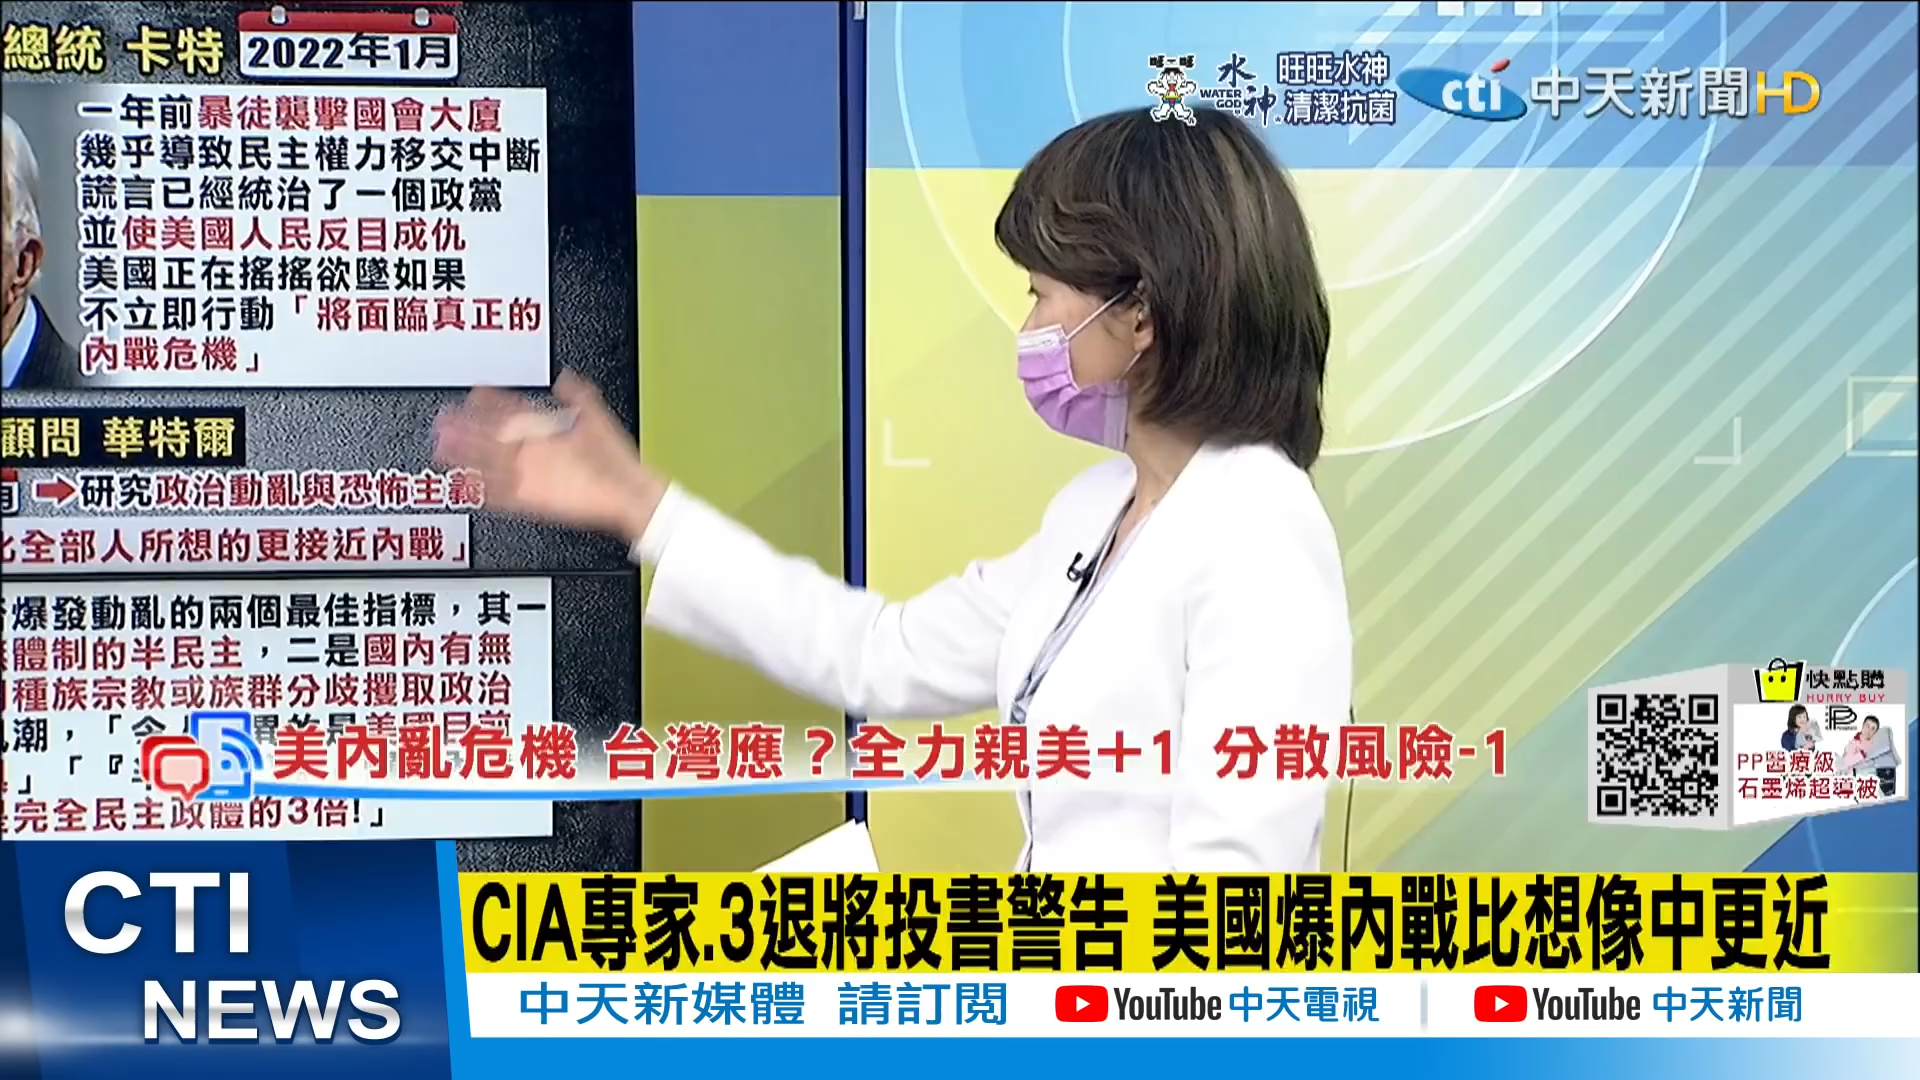 總統 卡特 2022年1月
一年前暴徒襲擊國會大廈
幾乎導致民主權力移交中斷
謊言已經統治了一個政黨
並使美國人民反目成仇
美國正在搖搖欲墜如果
不立即行動「將面臨真正的
內戰危機」
顧問 華特爾
研究政治動亂與恐怖主義
比全部人所想的更接近內戰」
爆發動亂的兩個最佳指標，其一
體制的半民主，二是國內有無
種族宗教或族群分歧攫取政治
潮，「今
美國目前
完全民主政體的3倍!」
旺旺
水神
WATER GOD
旺旺水神
清潔抗菌
cti 中天新聞HD
快點購
HURRY BUY
PP醫療級
石墨烯超導被
美內亂危機 台灣應？全力親美+1 分散風險-1
CTI NEWS
CIA專家.3退將投書警告 美國爆內戰比想像中更近
中天新媒體 請訂閱 YouTube 中天電視 | YouTube 中天新聞